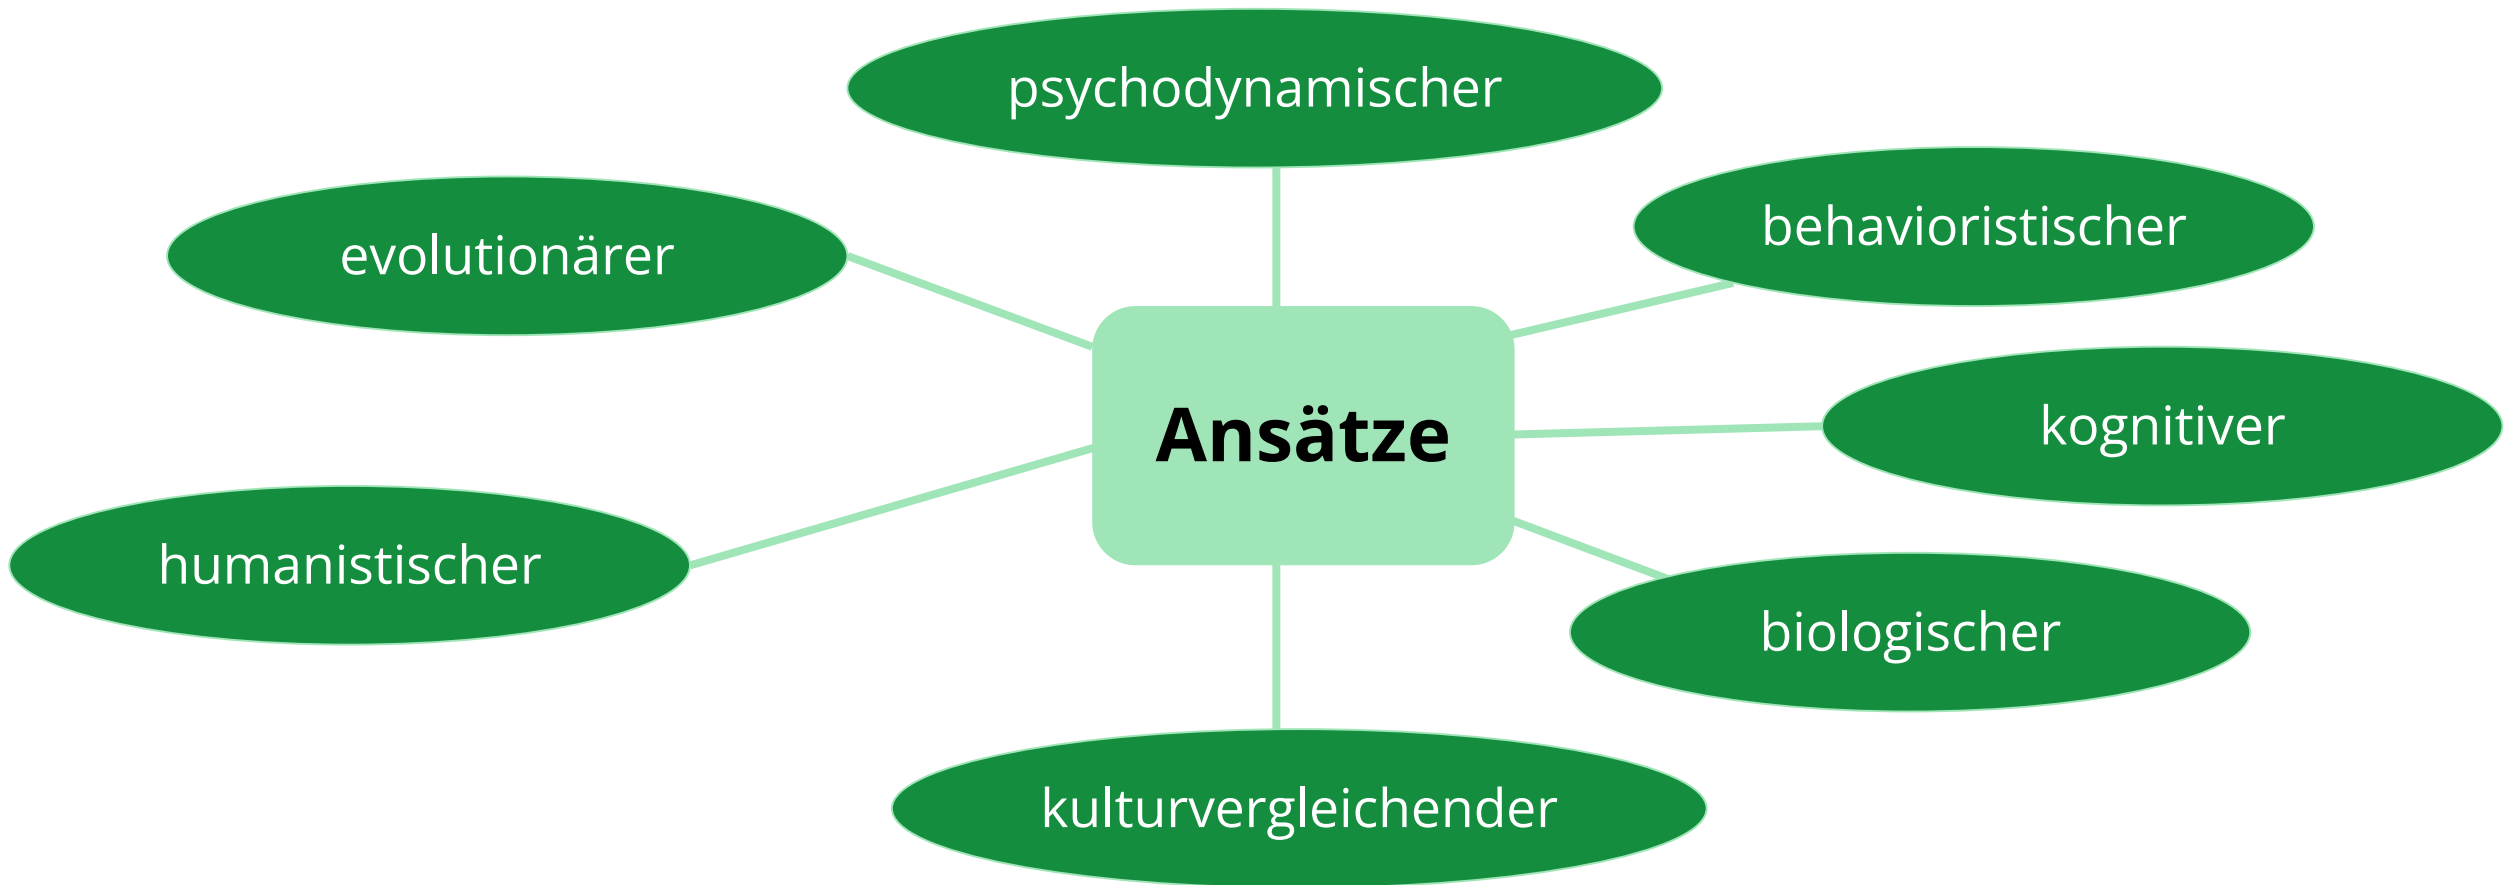 psychodynamischer
behavioristischer
evolutionärer
kognitiver
Ansätze
humanistischer
biologischer
kulturvergleichender